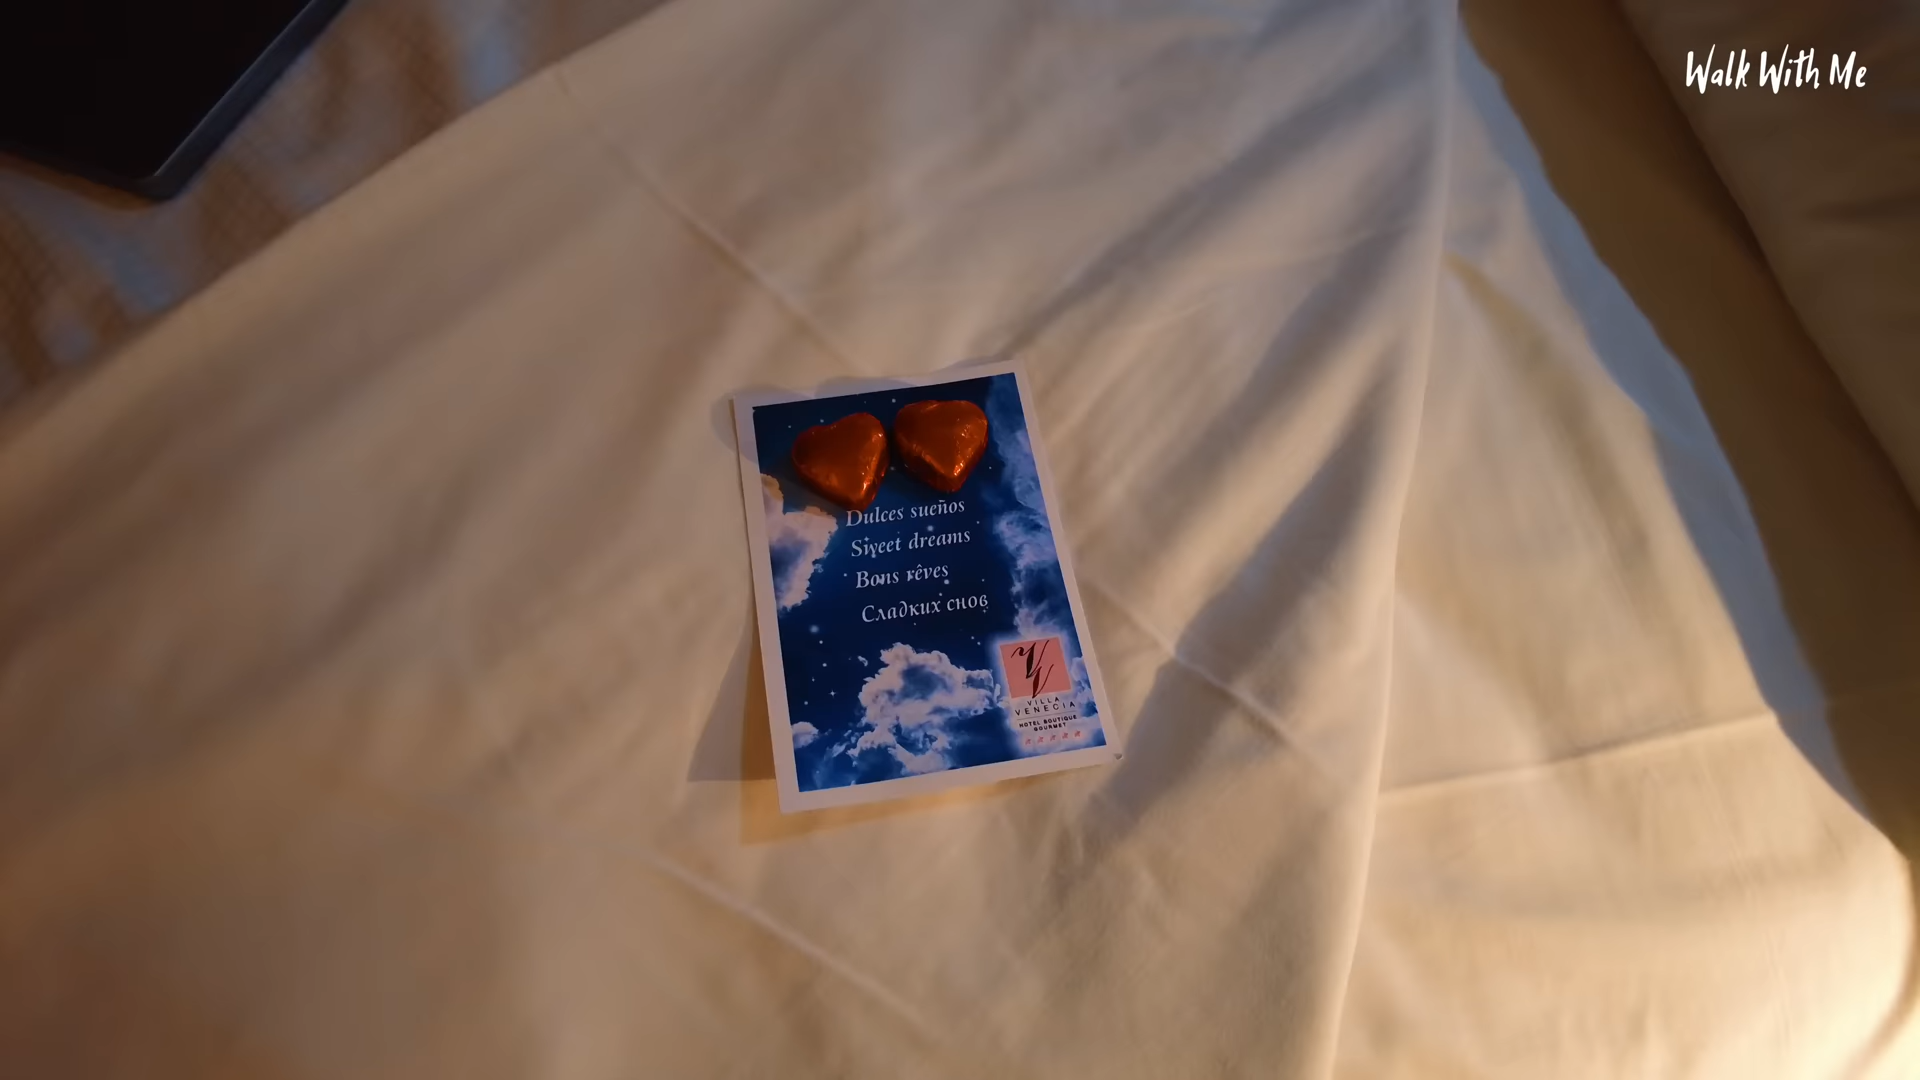 Walk With Me
Dulces sueños
Sweet dreams
Bons rêves
Сладких снов
VILLA
VENECIA
HOTEL BOUTIQUE
GOURMET